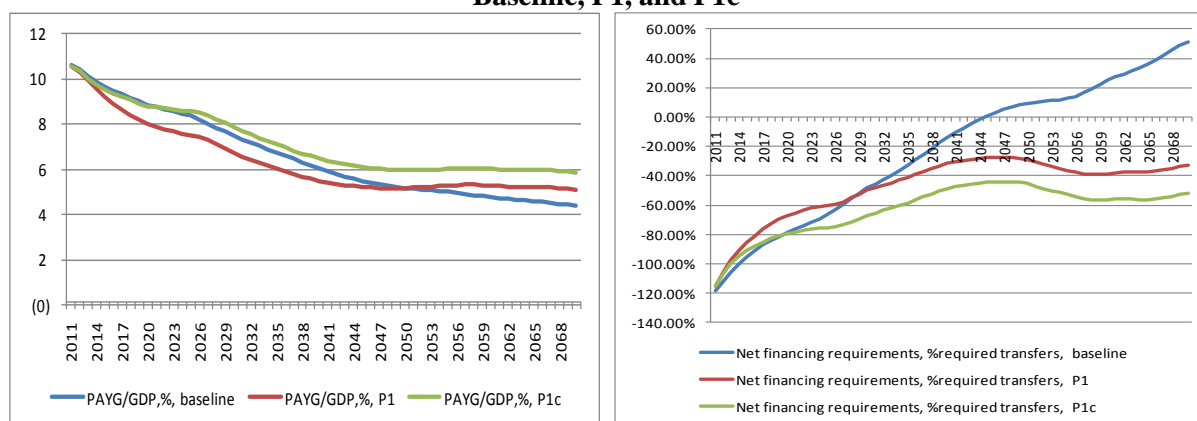 Baseline, P1, and P1c
12
10
8
6
4
2
(0)
2011 2014 2017 2020 2023 2026 2029 2032 2035 2038 2041 2044 2047 2050 2053 2056 2059 2062 2065 2068
PAYG/GDP,%, baseline PAYG/GDP,%, P1 PAYG/GDP,%, P1c
60.00%
40.00%
20.00%
0.00%
-20.00%
-40.00%
-60.00%
-80.00%
-100.00%
-120.00%
-140.00%
2011 2014 2017 2020 2023 2026 2029 2032 2035 2038 2041 2044 2047 2050 2053 2056 2059 2062 2065 2068
Net financing requirements, %required transfers, baseline
Net financing requirements, %required transfers, P1
Net financing requirements, %required transfers, P1c